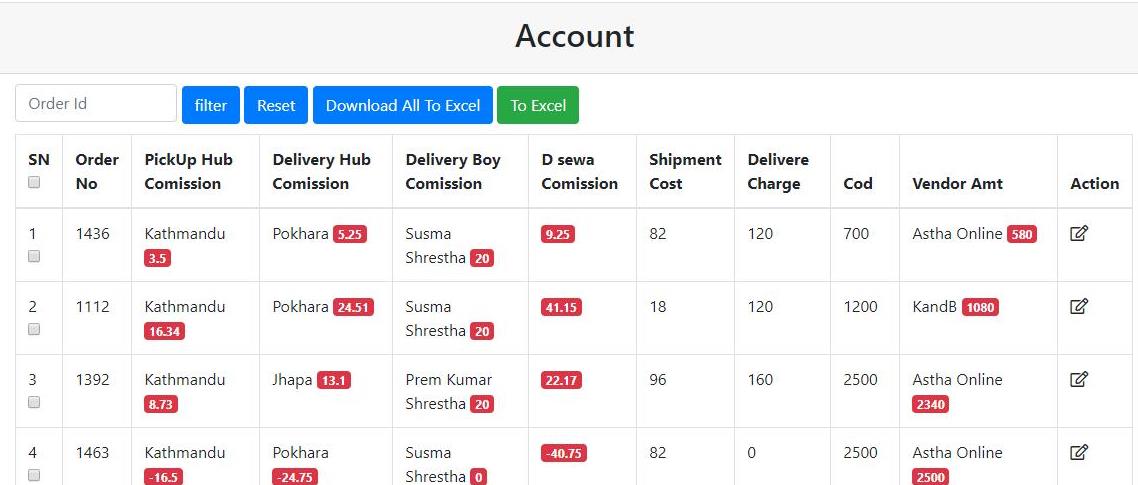 Account
Order Id filter Reset Download All To Excel To Excel
SN Order No PickUp Hub Comission Delivery Hub Comission Delivery Boy Comission D sewa Comission Shipment Cost Delivere Charge Cod Vendor Amt Action
1 1436 Kathmandu 3.5 Pokhara 5.25 Susma Shrestha 20 9.25 82 120 700 Astha Online 580
2 1112 Kathmandu 16.34 Pokhara 24.51 Susma Shrestha 20 41.15 18 120 1200 KandB 1080
3 1392 Kathmandu 8.73 Jhapa 13.1 Prem Kumar Shrestha 20 22.17 96 160 2500 Astha Online 2340
4 1463 Kathmandu -16.5 Pokhara -24.75 Susma Shrestha 0 -40.75 82 0 2500 Astha Online 2500